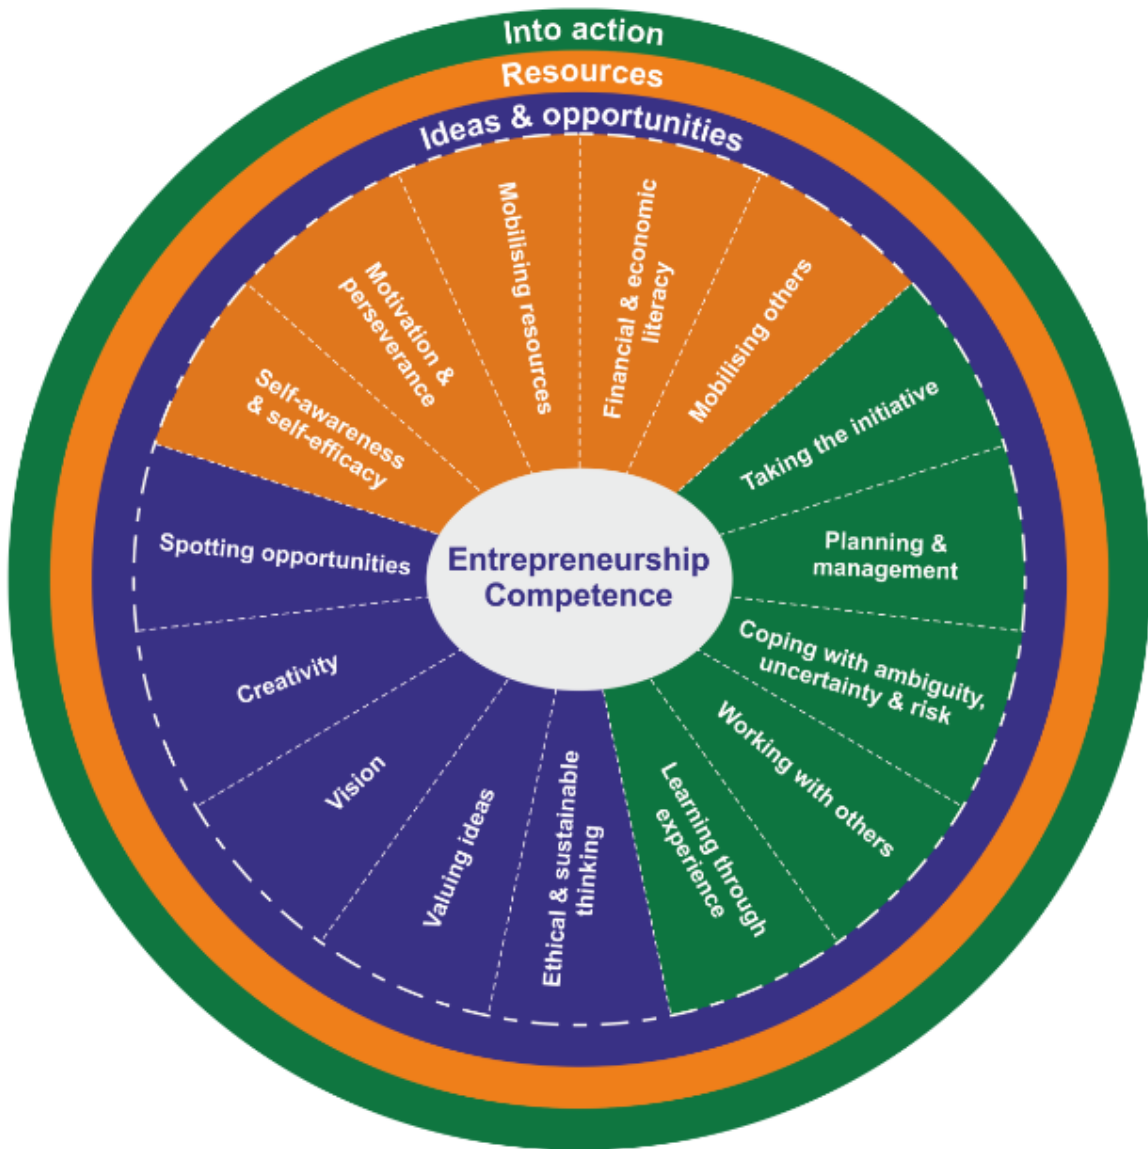 Into action
Resources
Ideas & opportunities
Self-awareness
& self-efficacy
Motivation &
perseverance
Mobilising resources
Financial & economic
literacy
Mobilising others
Taking the initiative
Planning &
management
Coping with ambiguity,
uncertainty & risk
Working with others
Learning through
experience
Ethical & sustainable
thinking
Valuing ideas
Vision
Creativity
Spotting opportunities
Entrepreneurship
Competence